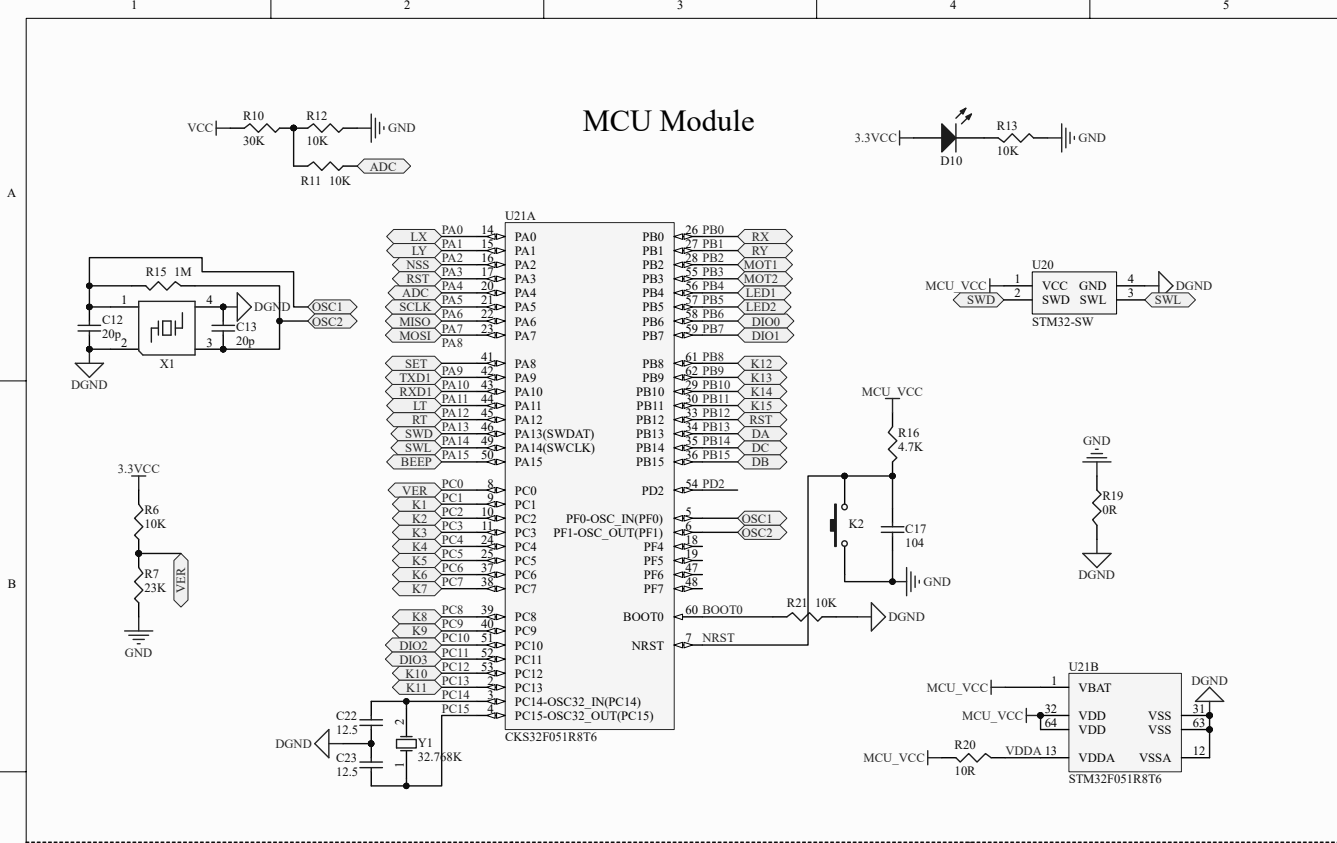 1 2 3 4 5
MCU Module
A
B
VCC R10 30K R12 10K GND
R11 10K ADC
3.3VCC D10 R13 10K GND
R15 1M
1 4 DGND OSC1
OSC2
C12 20p
C13 20p
2 3
X1
DGND
U21A
LX PA0 14 PA0
LY PA1 15 PA1
NSS PA2 16 PA2
RST PA3 17 PA3
ADC PA4 20 PA4
SCLK PA5 21 PA5
MISO PA6 22 PA6
MOSI PA7 23 PA7
PA8
SET 41 PA8
TXD1 PA9 42 PA9
RXD1 PA10 43 PA10
LT PA11 44 PA11
RT PA12 45 PA12
SWD PA13 46 PA13(SWDAT)
SWL PA14 49 PA14(SWCLK)
BEEP PA15 50 PA15
VER PC0 8 PC0
K1 PC1 9 PC1
K2 PC2 10 PC2
K3 PC3 11 PC3
K4 PC4 24 PC4
K5 PC5 25 PC5
K6 PC6 37 PC6
K7 PC7 38 PC7
K8 PC8 39 PC8
K9 PC9 40 PC9
DIO2 PC10 51 PC10
DIO3 PC11 52 PC11
K10 PC12 53 PC12
K11 PC13 2 PC13
PC14 3 PC14-OSC32_IN(PC14)
PC15 4 PC15-OSC32_OUT(PC15)
CKS32F051R8T6
PB0 26 PB0 RX
PB1 27 PB1 RY
PB2 28 PB2 MOT1
PB3 55 PB3 MOT2
PB4 56 PB4 LED1
PB5 57 PB5 LED2
PB6 58 PB6 DIO0
PB7 59 PB7 DIO1
PB8 61 PB8 K12
PB9 62 PB9 K13
PB10 29 PB10 K14
PB11 30 PB11 K15
PB12 33 PB12 RST
PB13 34 PB13 DA
PB14 35 PB14 DC
PB15 36 PB15 DB
PD2 54 PD2
PF0-OSC_IN(PF0) 5 OSC1
PF1-OSC_OUT(PF1) 6 OSC2
PF4 18
PF5 19
PF6 47
PF7 48
BOOT0 60 BOOT0 R21 10K DGND
NRST 7 NRST
U20
MCU_VCC 1 VCC GND 4 DGND
SWD 2 SWD SWL 3 SWL
STM32-SW
MCU_VCC
R16
4.7K
K2
C17
104
GND
GND
R19
0R
DGND
3.3VCC
R6
10K
R7
23K
VER
GND
C22
12.5
DGND
C23
12.5
2
Y1
32.768K
1
U21B
MCU_VCC 1 VBAT
DGND
MCU_VCC 32 VDD VSS 31
64 VDD VSS 63
MCU_VCC R20 10R VDDA 13 VDDA VSSA 12
STM32F051R8T6